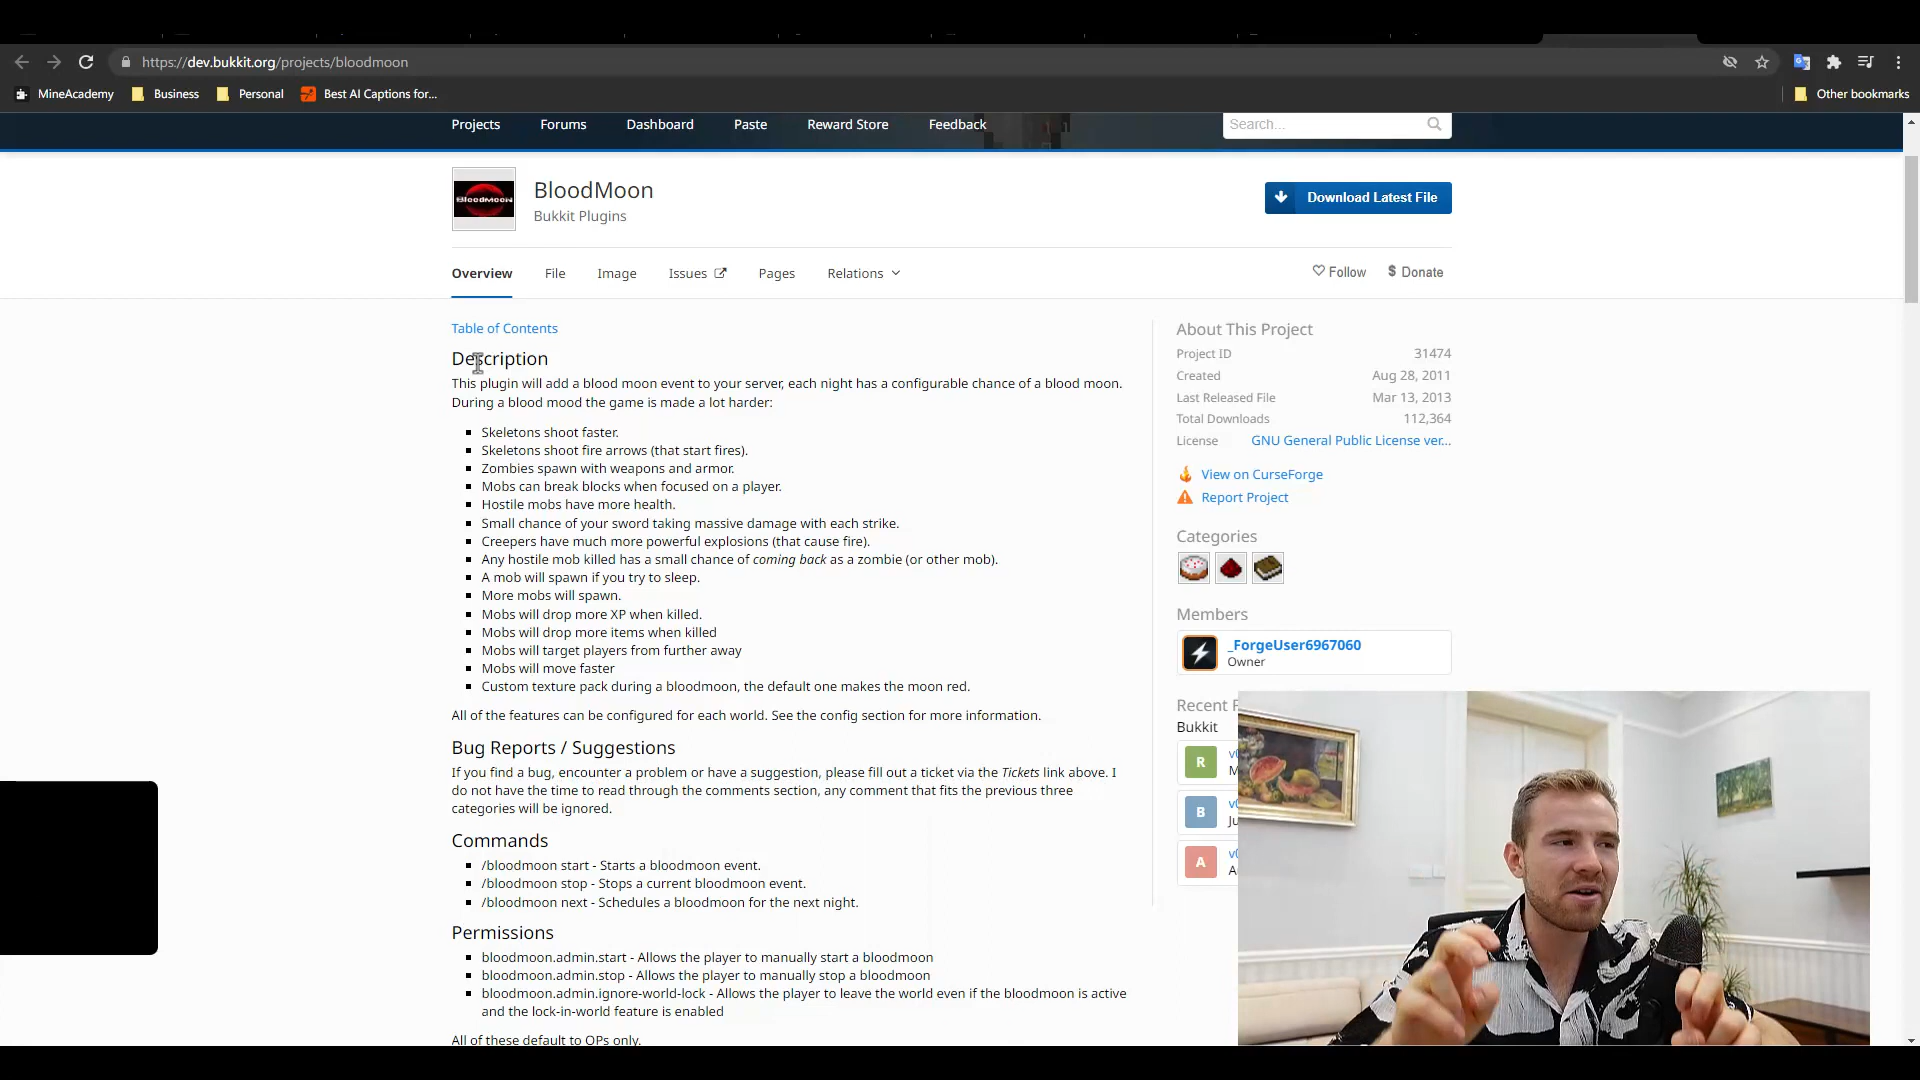 https://dev.bukkit.org/projects/bloodmoon
MineAcademy Business Personal Best AI Captions for... Other bookmarks
Projects Forums Dashboard Paste Reward Store Feedback Search...
BloodMoon
BloodMoon
Bukkit Plugins
Download Latest File
Overview File Image Issues Pages Relations Follow $ Donate
Table of Contents
Description
This plugin will add a blood moon event to your server, each night has a configurable chance of a blood moon.
During a blood mood the game is made a lot harder:
Skeletons shoot faster.
Skeletons shoot fire arrows (that start fires).
Zombies spawn with weapons and armor.
Mobs can break blocks when focused on a player.
Hostile mobs have more health.
Small chance of your sword taking massive damage with each strike.
Creepers have much more powerful explosions (that cause fire).
Any hostile mob killed has a small chance of coming back as a zombie (or other mob).
A mob will spawn if you try to sleep.
More mobs will spawn.
Mobs will drop more XP when killed.
Mobs will drop more items when killed
Mobs will target players from further away
Mobs will move faster
Custom texture pack during a bloodmoon, the default one makes the moon red.
All of the features can be configured for each world. See the config section for more information.
Bug Reports / Suggestions
If you find a bug, encounter a problem or have a suggestion, please fill out a ticket via the Tickets link above. I
do not have the time to read through the comments section, any comment that fits the previous three
categories will be ignored.
Commands
/bloodmoon start - Starts a bloodmoon event.
/bloodmoon stop - Stops a current bloodmoon event.
/bloodmoon next - Schedules a bloodmoon for the next night.
Permissions
bloodmoon.admin.start - Allows the player to manually start a bloodmoon
bloodmoon.admin.stop - Allows the player to manually stop a bloodmoon
bloodmoon.admin.ignore-world-lock - Allows the player to leave the world even if the bloodmoon is active
and the lock-in-world feature is enabled
All of these default to OPs only.
About This Project
Project ID 31474
Created Aug 28, 2011
Last Released File Mar 13, 2013
Total Downloads 112,364
License GNU General Public License ver...
View on CurseForge
Report Project
Categories
Members
_ForgeUser6967060
Owner
Recent
Bukkit
R
B
A